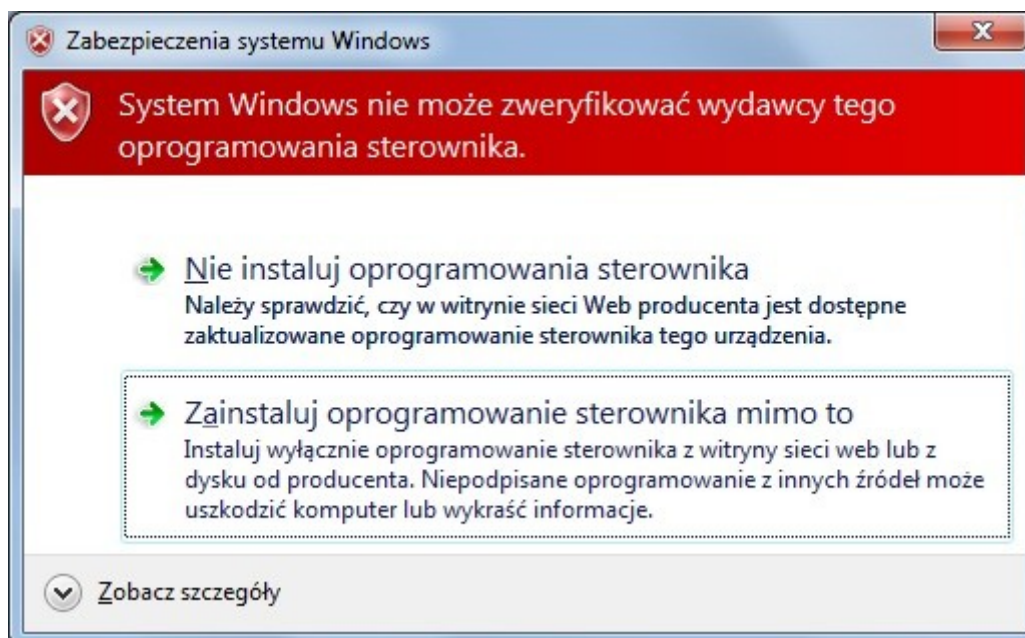 Zabezpieczenia systemu Windows
System Windows nie może zweryfikować wydawcy tego
oprogramowania sterownika.
Nie instaluj oprogramowania sterownika
Należy sprawdzić, czy w witrynie sieci Web producenta jest dostępne
zaktualizowane oprogramowanie sterownika tego urządzenia.
Zainstaluj oprogramowanie sterownika mimo to
Instaluj wyłącznie oprogramowanie sterownika z witryny sieci web lub z
dysku od producenta. Niepodpisane oprogramowanie z innych źródeł może
uszkodzić komputer lub wykraść informacje.
Zobacz szczegóły